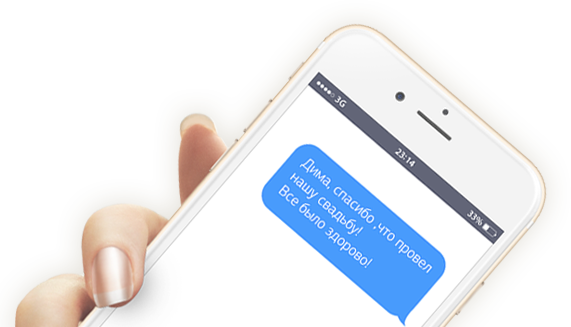 3G
23:14
33%
Дима, спасибо ,что провел
нашу свадьбу!
Все было здорово!